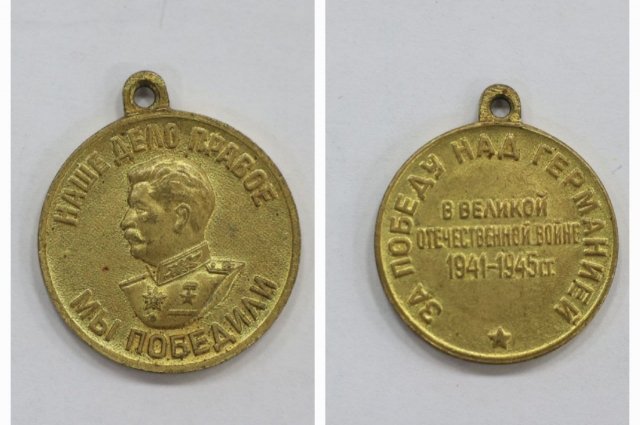 НАШЕ ДЕЛО ПРАВОЕ
МЫ ПОБЕДИЛИ
ЗА ПОБЕДУ НАД ГЕРМАНИЕЙ
В ВЕЛИКОЙ
ОТЕЧЕСТВЕННОЙ ВОЙНЕ
1941-1945 гг.